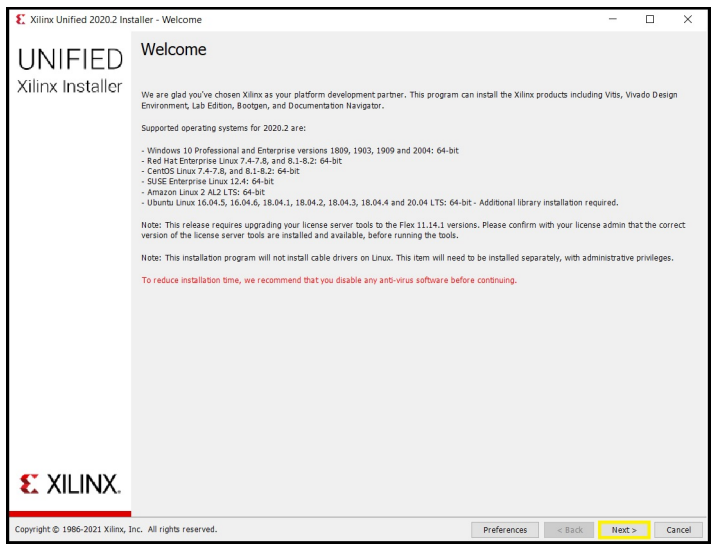 Xilinx Unified 2020.2 Installer - Welcome
UNIFIED
Xilinx Installer
Welcome
We are glad you've chosen Xilinx as your platform development partner. This program can install the Xilinx products including Vitis, Vivado Design
Environment, Lab Edition, Bootgen, and Documentation Navigator.
Supported operating systems for 2020.2 are:
- Windows 10 Professional and Enterprise versions 1809, 1903, 1909 and 2004: 64-bit
- Red Hat Enterprise Linux 7.4-7.8, and 8.1-8.2: 64-bit
- CentOS Linux 7.4-7.8, and 8.1-8.2: 64-bit
- SUSE Enterprise Linux 12.4: 64-bit
- Amazon Linux 2 AL2 LTS: 64-bit
- Ubuntu Linux 16.04.5, 16.04.6, 18.04.1, 18.04.2, 18.04.3, 18.04.4 and 20.04 LTS: 64-bit - Additional library installation required.
Note: This release requires upgrading your license server tools to the Flex 11.14.1 versions. Please confirm with your license admin that the correct
version of the license server tools are installed and available, before running the tools.
Note: This installation program will not install cable drivers on Linux. This item will need to be installed separately, with administrative privileges.
To reduce installation time, we recommend that you disable any anti-virus software before continuing.
XILINX.
Copyright © 1986-2021 Xilinx, Inc. All rights reserved.
Preferences
< Back
Next >
Cancel